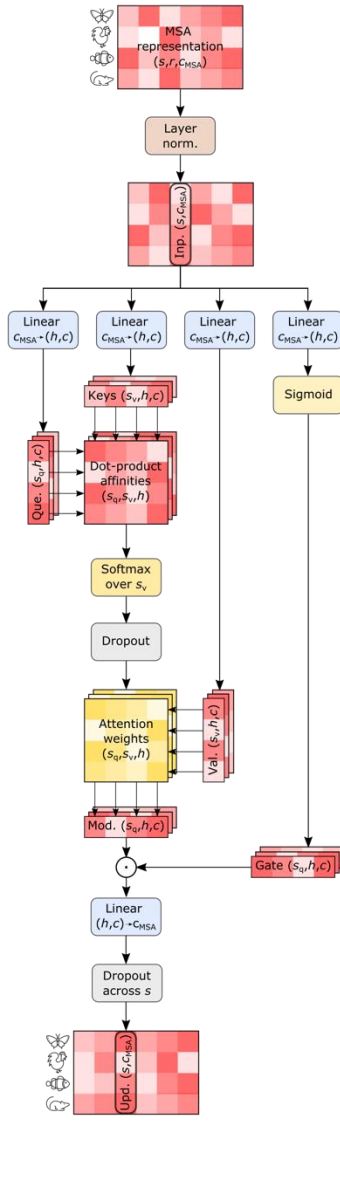 MSA
representation
(s,r,c_MSA)
Layer
norm.
Inp. (s,c_MSA)
Linear
c_MSA→(h,c)
Linear
c_MSA→(h,c)
Linear
c_MSA→(h,c)
Linear
c_MSA→(h,c)
Keys (s_v,h,c)
Sigmoid
Que. (s_q,h,c)
Dot-product
affinities
(s_q,s_v,h)
Softmax
over s_v
Dropout
Attention
weights
(s_q,s_v,h)
Val. (s_v,h,c)
Mod. (s_q,h,c)
Gate (s_q,h,c)
Linear
(h,c)→c_MSA
Dropout
across s
Upd. (s,c_MSA)